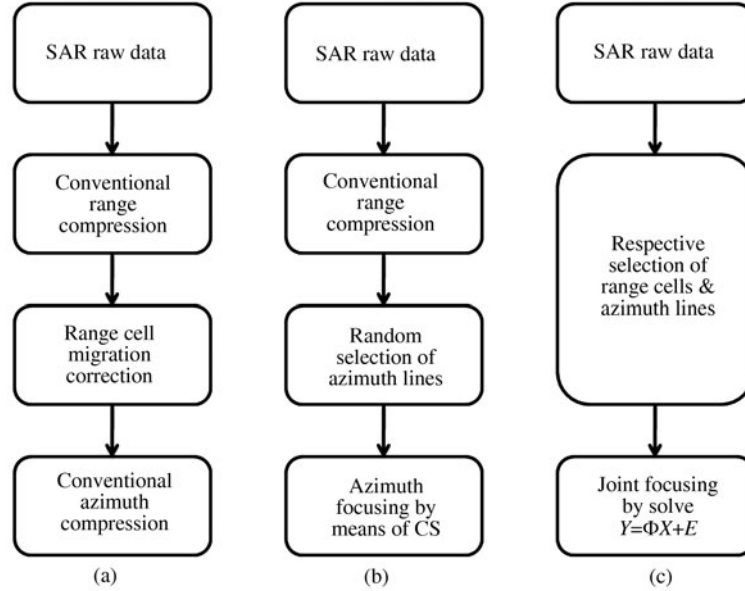 SAR raw data
Conventional
range
compression
Range cell
migration
correction
Conventional
azimuth
compression
(a)
SAR raw data
Conventional
range
compression
Random
selection of
azimuth lines
Azimuth
focusing by
means of CS
(b)
SAR raw data
Respective
selection of
range cells &
azimuth lines
Joint focusing
by solve
Y=ΦX+E
(c)